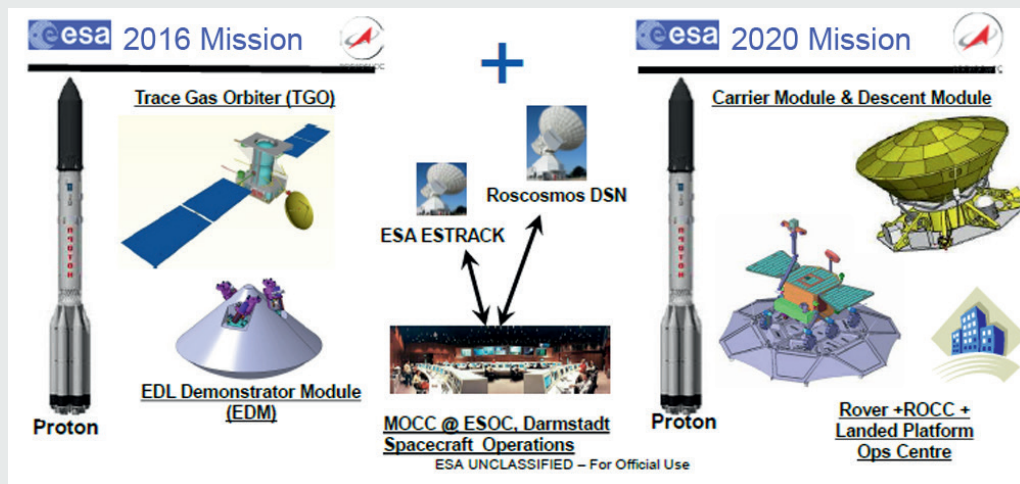 esa 2016 Mission
Trace Gas Orbiter (TGO)
ПРОТОН
EDL Demonstrator Module
(EDM)
Proton
+
Roscosmos DSN
ESA ESTRACK
MOCC @ ESOC, Darmstadt
Spacecraft Operations
ESA UNCLASSIFIED – For Official Use
esa 2020 Mission
Carrier Module & Descent Module
ПРОТОН
Proton
Rover +ROCC +
Landed Platform
Ops Centre